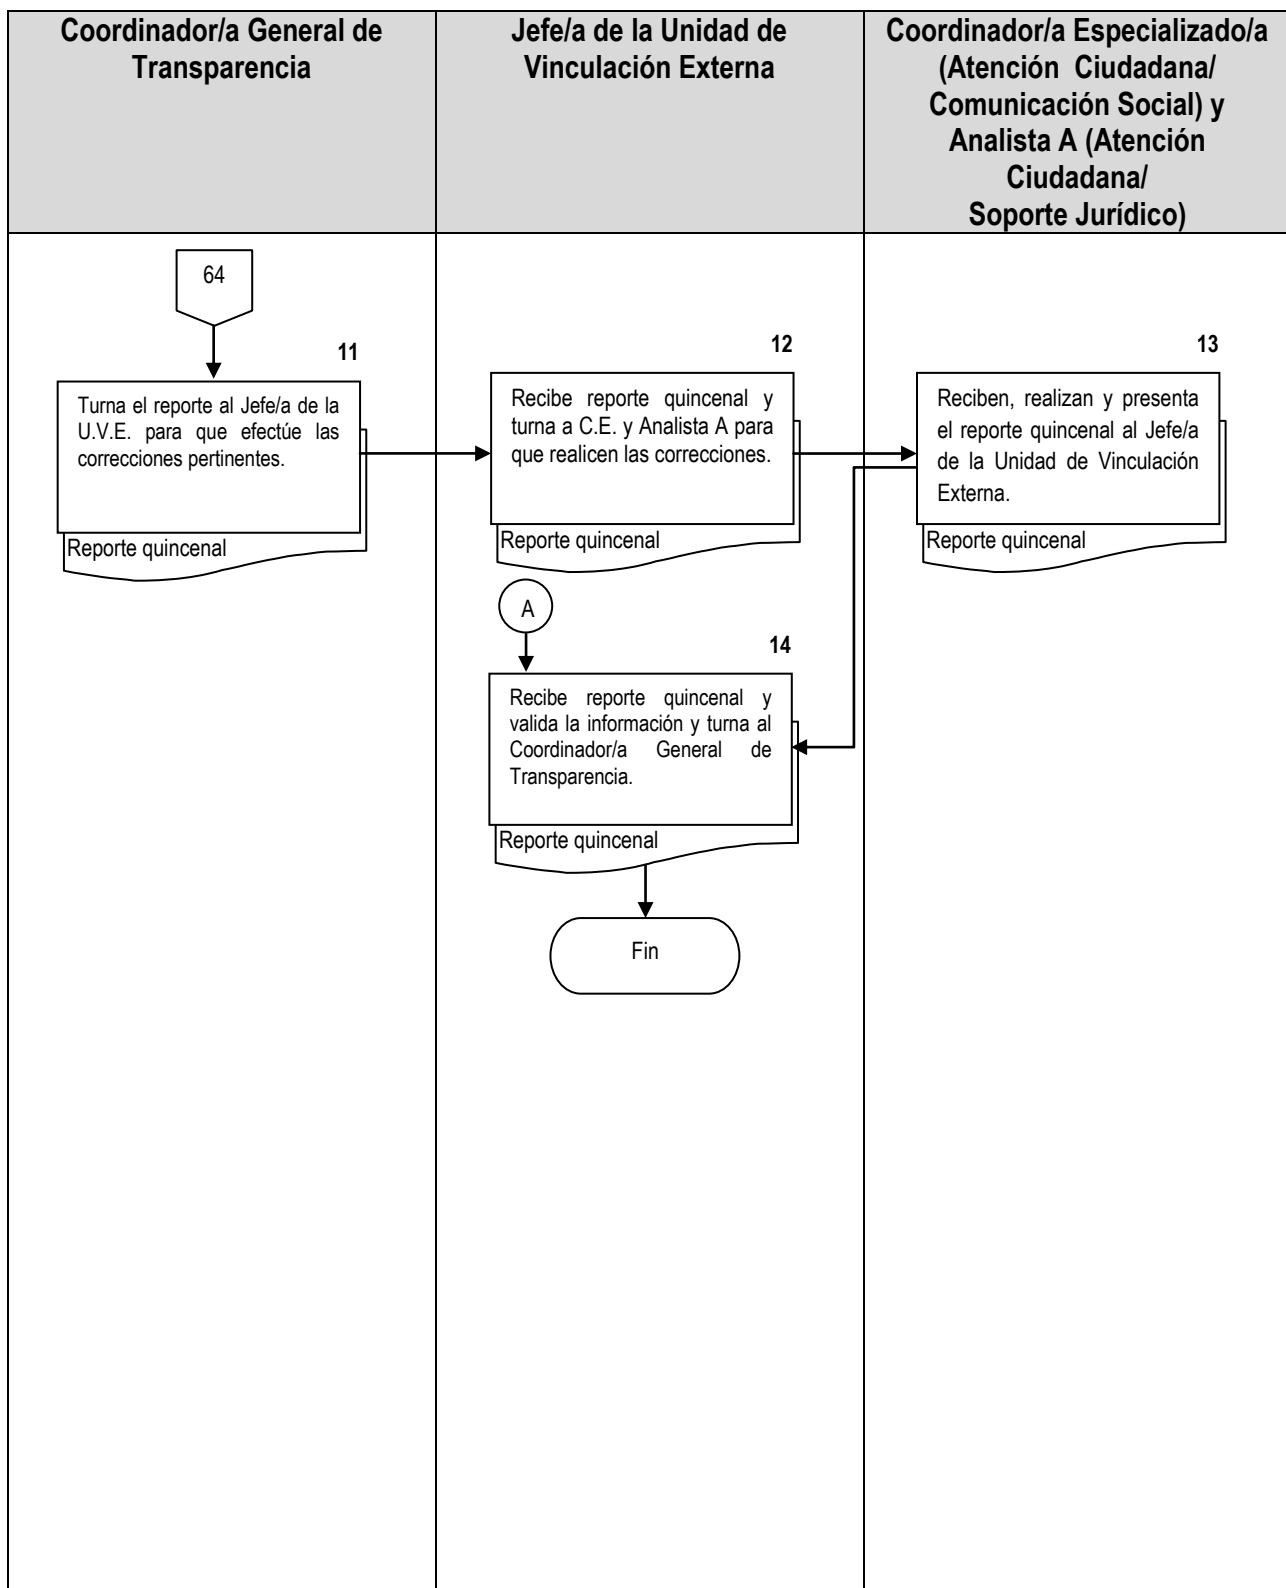 Coordinador/a General de
Transparencia
Jefe/a de la Unidad de
Vinculación Externa
Coordinador/a Especializado/a
(Atención Ciudadana/
Comunicación Social) y
Analista A (Atención
Ciudadana/
Soporte Jurídico)
64
11
Turna el reporte al Jefe/a de la
U.V.E. para que efectúe las
correcciones pertinentes.
Reporte quincenal
12
Recibe reporte quincenal y
turna a C.E. y Analista A para
que realicen las correcciones.
Reporte quincenal
13
Reciben, realizan y presenta
el reporte quincenal al Jefe/a
de la Unidad de Vinculación
Externa.
Reporte quincenal
A
14
Recibe reporte quincenal y
valida la información y turna al
Coordinador/a General de
Transparencia.
Reporte quincenal
Fin